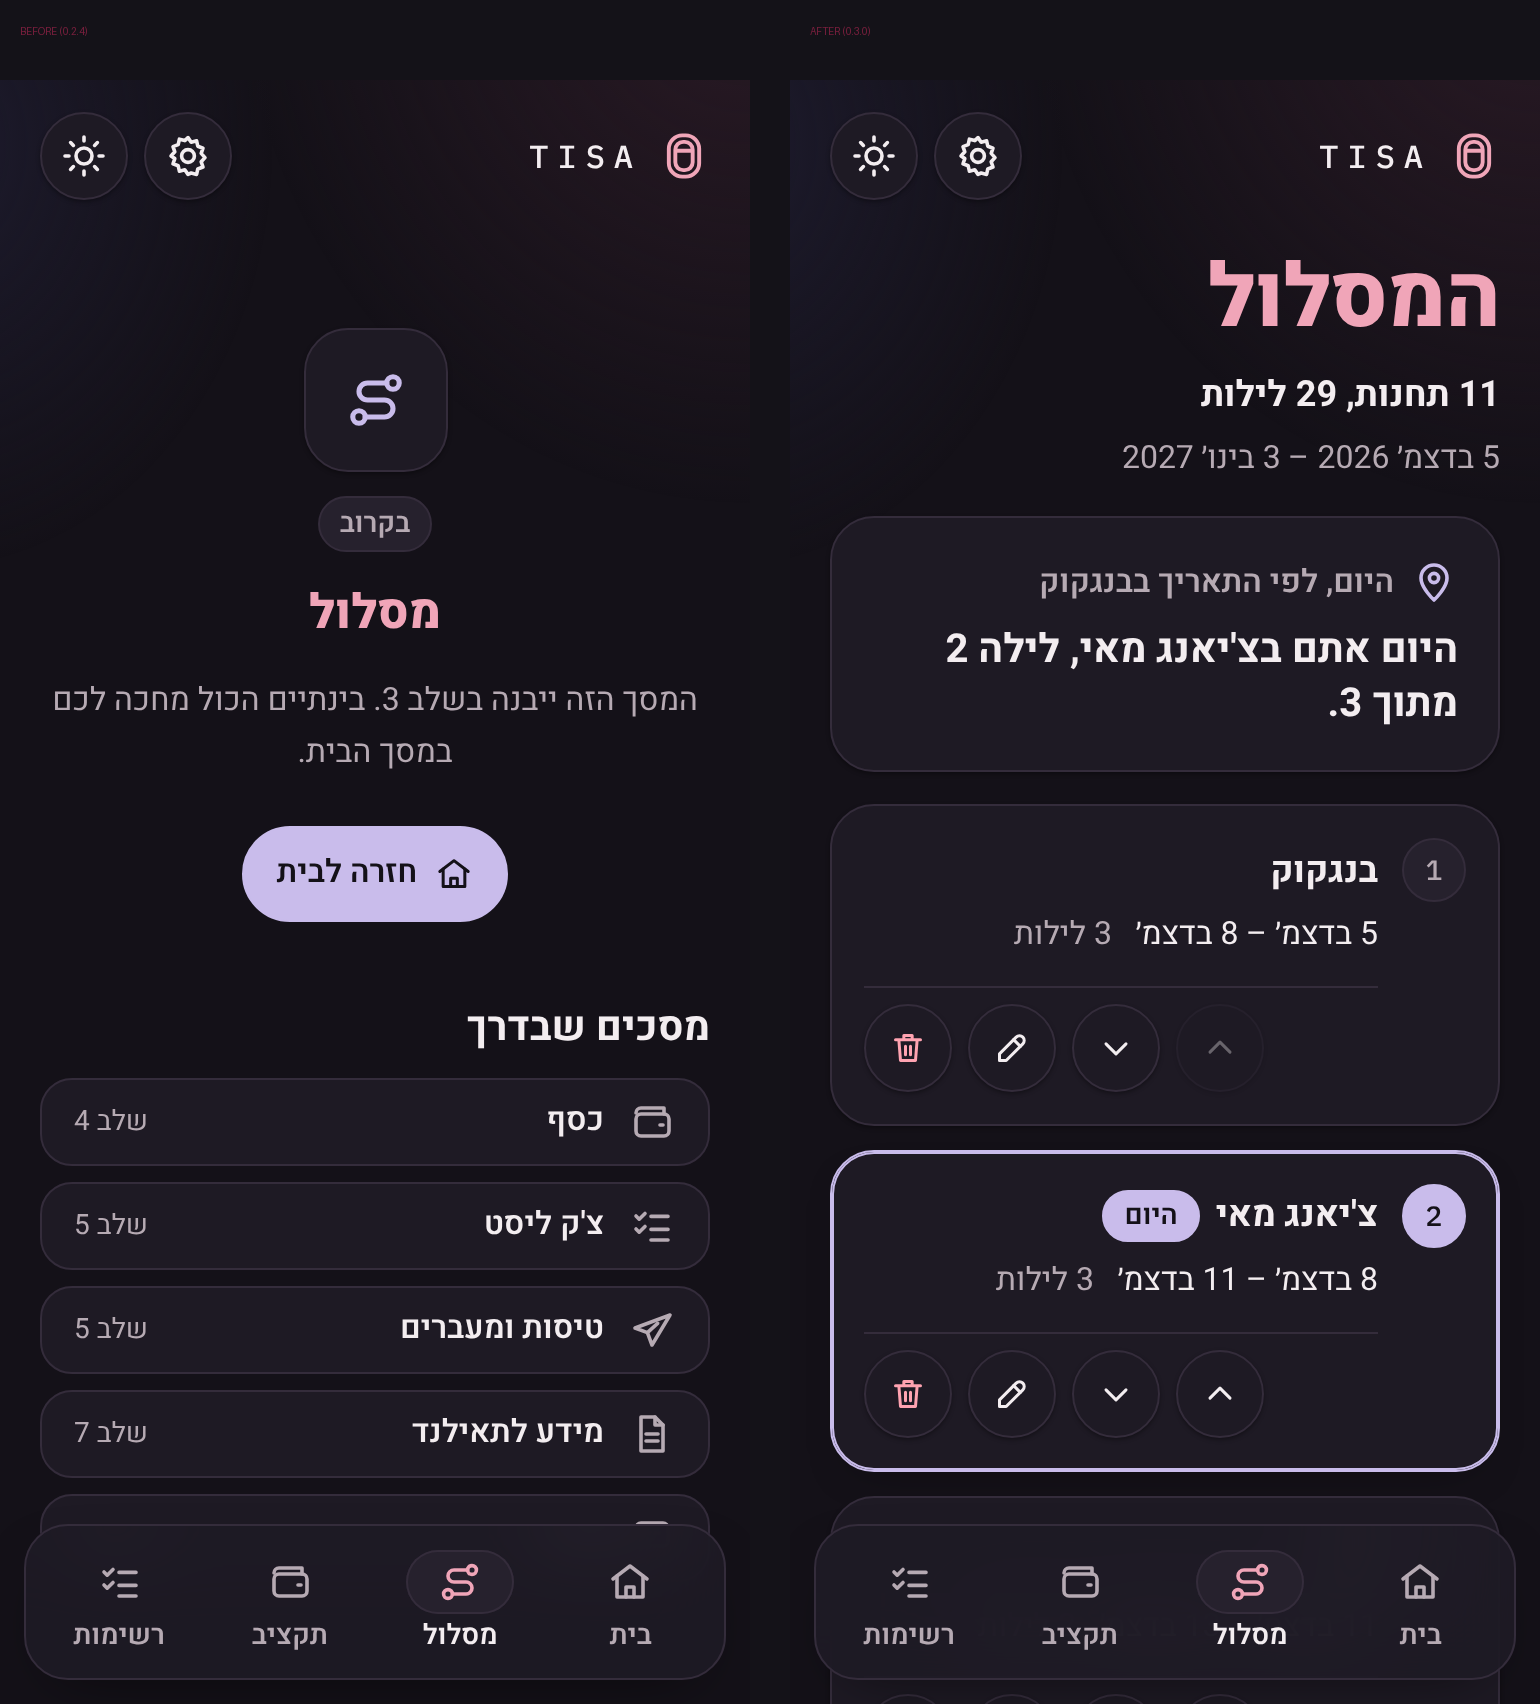 BEFORE (0.2.4)
TISA
בקרוב
מסלול
המסך הזה ייבנה בשלב 3. בינתיים הכול מחכה לכם
במסך הבית.
חזרה לבית
מסכים שבדרך
כסף
שלב 4
צ'ק ליסט
שלב 5
טיסות ומעברים
שלב 5
מידע לתאילנד
שלב 7
בית
מסלול
תקציב
רשימות
AFTER (0.3.0)
TISA
המסלול
11 תחנות, 29 לילות
5 בדצמ׳ 2026 – 3 בינו׳ 2027
היום, לפי התאריך בבנגקוק
היום אתם בצ'יאנג מאי, לילה 2
מתוך 3.
1
בנגקוק
5 בדצמ׳ – 8 בדצמ׳ 3 לילות
2
צ'יאנג מאי
היום
8 בדצמ׳ – 11 בדצמ׳ 3 לילות
בית
מסלול
תקציב
רשימות